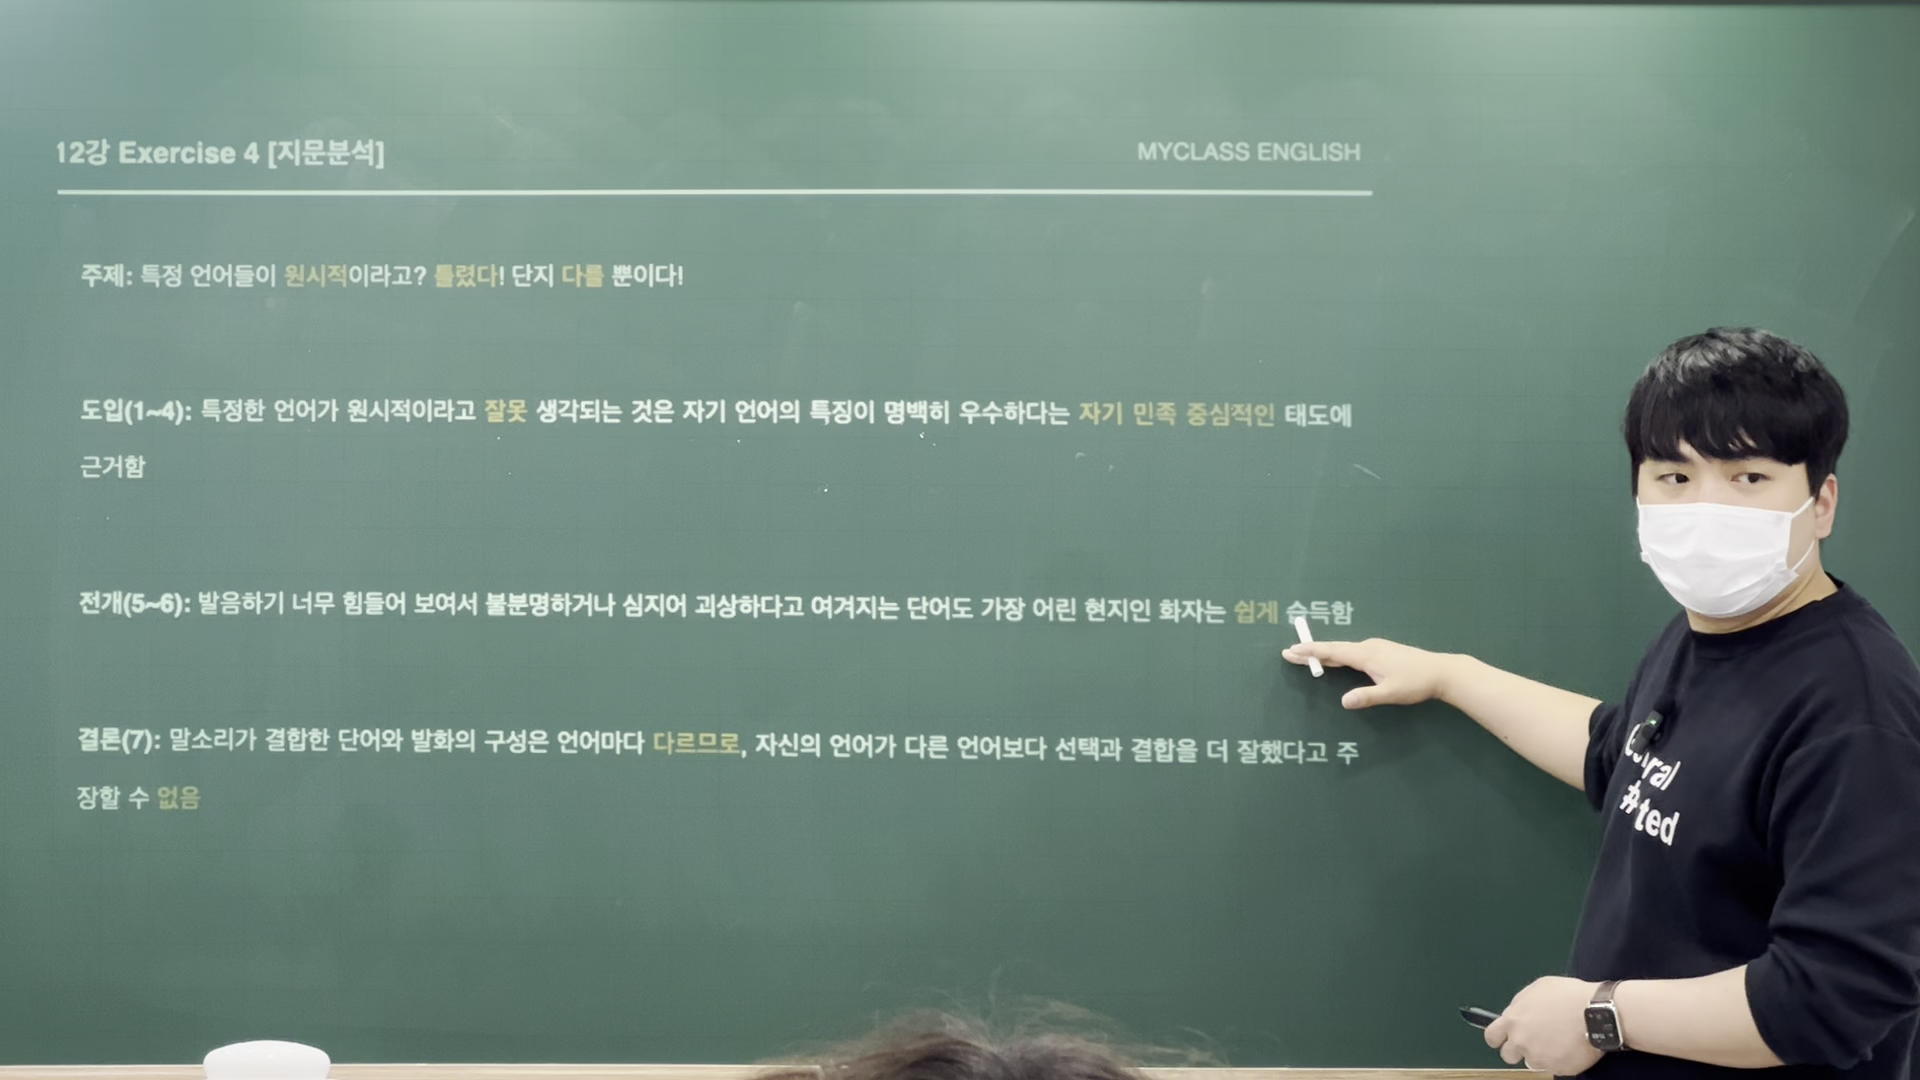 12강 Exercise 4 [지문분석]
MYCLASS ENGLISH
주제: 특정 언어들이 원시적이라고? 틀렸다! 단지 다를 뿐이다!
도입(1~4): 특정한 언어가 원시적이라고 잘못 생각되는 것은 자기 언어의 특징이 명백히 우수하다는 자기 민족 중심적인 태도에
근거함
전개(5~6): 발음하기 너무 힘들어 보여서 불분명하거나 심지어 괴상하다고 여겨지는 단어도 가장 어린 현지인 화자는 쉽게 습득함
결론(7): 말소리가 결합한 단어와 발화의 구성은 언어마다 다르므로, 자신의 언어가 다른 언어보다 선택과 결합을 더 잘했다고 주
장할 수 없음